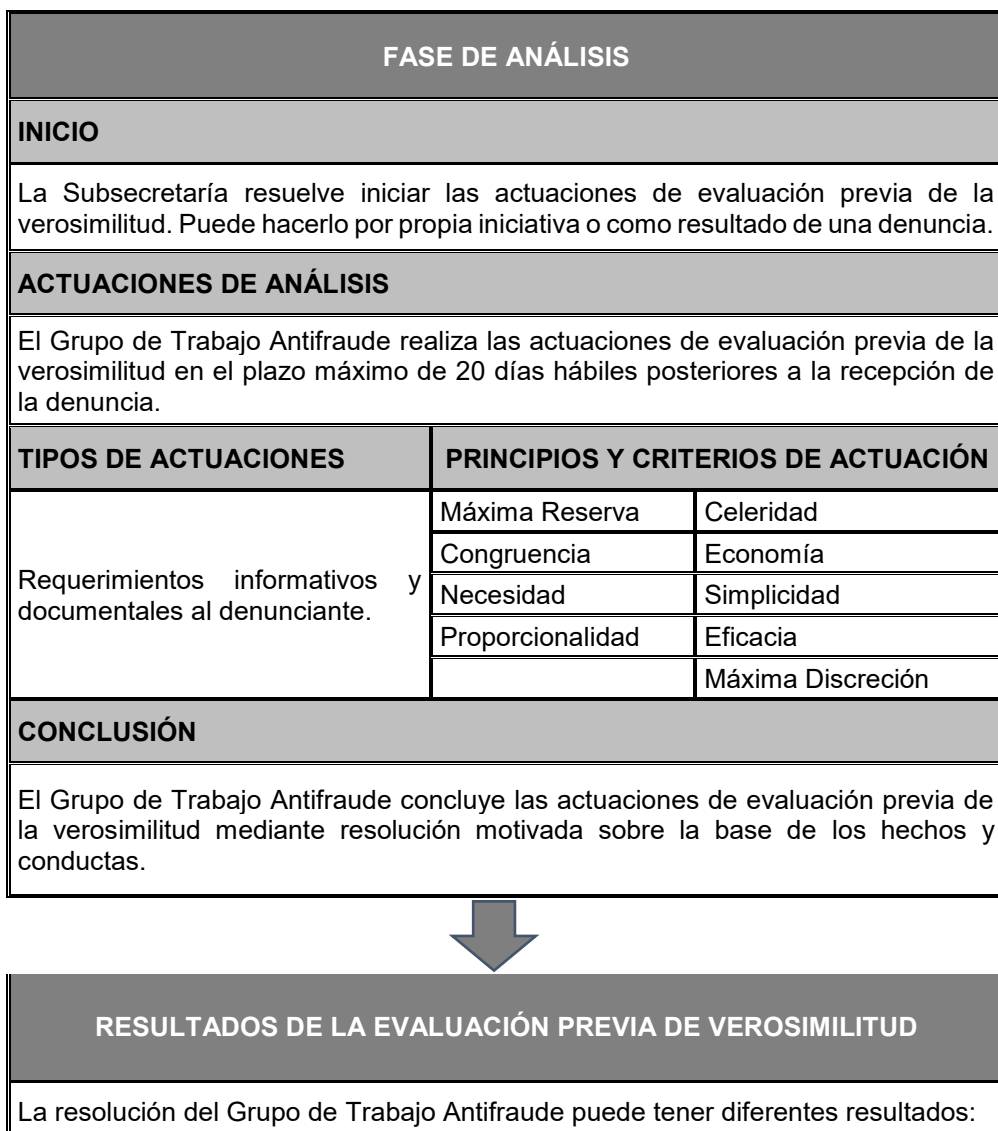 FASE DE ANÁLISIS
INICIO
La Subsecretaría resuelve iniciar las actuaciones de evaluación previa de la
verosimilitud. Puede hacerlo por propia iniciativa o como resultado de una denuncia.
ACTUACIONES DE ANÁLISIS
El Grupo de Trabajo Antifraude realiza las actuaciones de evaluación previa de la
verosimilitud en el plazo máximo de 20 días hábiles posteriores a la recepción de
la denuncia.
TIPOS DE ACTUACIONES PRINCIPIOS Y CRITERIOS DE ACTUACIÓN
Requerimientos informativos y
documentales al denunciante.
Máxima Reserva Celeridad
Congruencia Economía
Necesidad Simplicidad
Proporcionalidad Eficacia
Máxima Discreción
CONCLUSIÓN
El Grupo de Trabajo Antifraude concluye las actuaciones de evaluación previa de
la verosimilitud mediante resolución motivada sobre la base de los hechos y
conductas.
RESULTADOS DE LA EVALUACIÓN PREVIA DE VEROSIMILITUD
La resolución del Grupo de Trabajo Antifraude puede tener diferentes resultados: